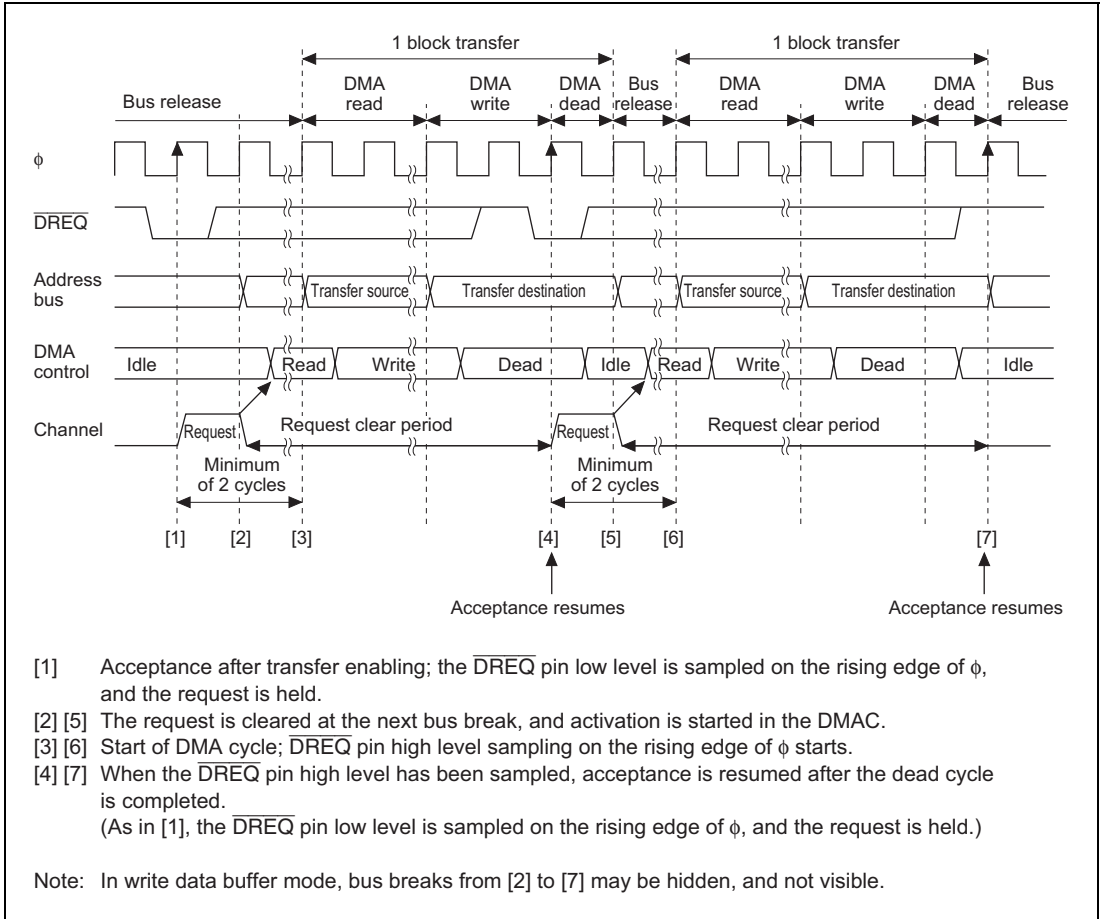 1 block transfer 1 block transfer
DMA DMA DMA Bus DMA DMA DMA Bus
Bus release read write dead release read write dead release
φ
DREQ
Address
bus
Transfer source Transfer destination Transfer source Transfer destination
DMA
control
Idle Read Write Dead Idle Read Write Dead Idle
Channel Request Request clear period Request Request clear period
Minimum Minimum
of 2 cycles of 2 cycles
[1] [2] [3] [4] [5] [6] [7]
Acceptance resumes Acceptance resumes
[1] Acceptance after transfer enabling; the DREQ pin low level is sampled on the rising edge of φ,
and the request is held.
[2] [5] The request is cleared at the next bus break, and activation is started in the DMAC.
[3] [6] Start of DMA cycle; DREQ pin high level sampling on the rising edge of φ starts.
[4] [7] When the DREQ pin high level has been sampled, acceptance is resumed after the dead cycle
is completed.
(As in [1], the DREQ pin low level is sampled on the rising edge of φ, and the request is held.)
Note: In write data buffer mode, bus breaks from [2] to [7] may be hidden, and not visible.